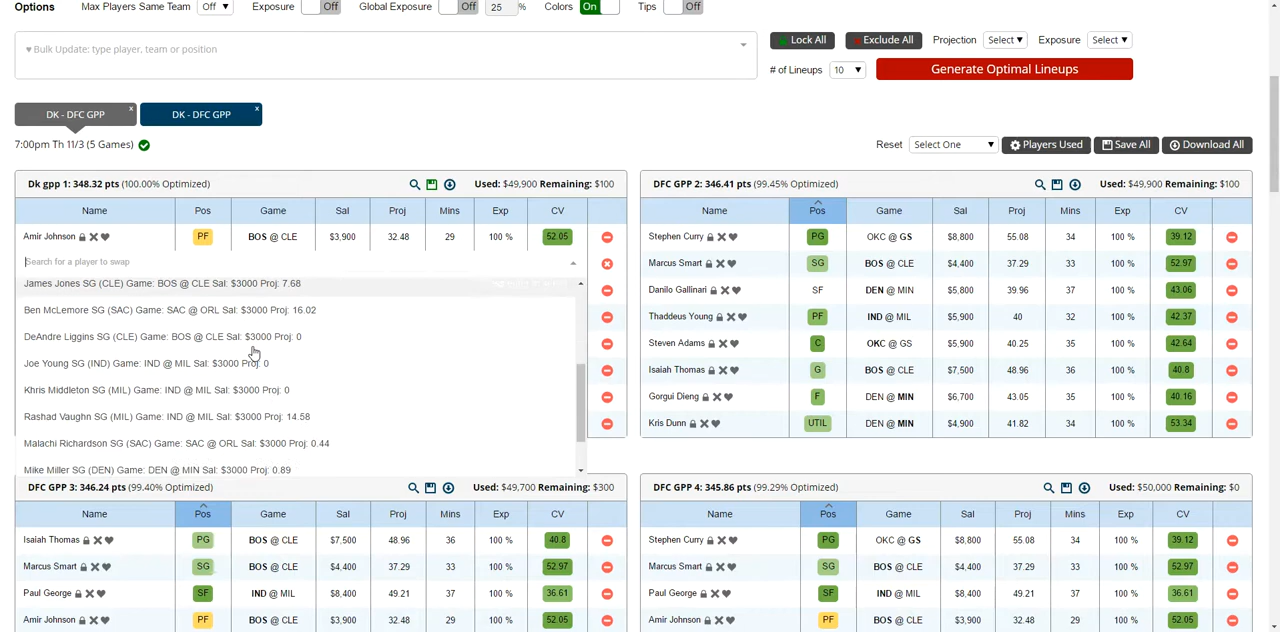 Options Max Players Same Team Off ▼ Exposure Off Global Exposure Off 25 % Colors On Tips Off
♥ Bulk Update: type player, team or position
Lock All Exclude All Projection Select ▼ Exposure Select ▼
# of Lineups 10 ▼ Generate Optimal Lineups
DK - DFC GPP x DK - DFC GPP x
7:00pm Th 11/3 (5 Games) Reset Select One ▼ Players Used Save All Download All
Dk gpp 1: 348.32 pts (100.00% Optimized) Used: $49,900 Remaining: $100
Name Pos Game Sal Proj Mins Exp CV
Amir Johnson PF BOS @ CLE $3,900 32.48 29 100 % 52.05
Search for a player to swap
James Jones SG (CLE) Game: BOS @ CLE Sal: $3000 Proj: 7.68
Ben McLemore SG (SAC) Game: SAC @ ORL Sal: $3000 Proj: 16.02
DeAndre Liggins SG (CLE) Game: BOS @ CLE Sal: $3000 Proj: 0
Joe Young SG (IND) Game: IND @ MIL Sal: $3000 Proj: 0
Khris Middleton SG (MIL) Game: IND @ MIL Sal: $3000 Proj: 0
Rashad Vaughn SG (MIL) Game: IND @ MIL Sal: $3000 Proj: 14.58
Malachi Richardson SG (SAC) Game: SAC @ ORL Sal: $3000 Proj: 0.44
Mike Miller SG (DEN) Game: DEN @ MIN Sal: $3000 Proj: 0.89
DFC GPP 2: 346.41 pts (99.45% Optimized) Used: $49,900 Remaining: $100
Name Pos Game Sal Proj Mins Exp CV
Stephen Curry PG OKC @ GS $8,800 55.08 34 100 % 39.12
Marcus Smart SG BOS @ CLE $4,400 37.29 33 100 % 52.97
Danilo Gallinari SF DEN @ MIN $5,800 39.96 37 100 % 43.06
Thaddeus Young PF IND @ MIL $5,900 40 32 100 % 42.37
Steven Adams C OKC @ GS $5,900 40.25 35 100 % 42.64
Isaiah Thomas G BOS @ CLE $7,500 48.96 36 100 % 40.8
Gorgui Dieng F DEN @ MIN $6,700 43.05 35 100 % 40.16
Kris Dunn UTIL DEN @ MIN $4,900 41.82 34 100 % 53.34
DFC GPP 3: 346.24 pts (99.40% Optimized) Used: $49,700 Remaining: $300
Name Pos Game Sal Proj Mins Exp CV
Isaiah Thomas PG BOS @ CLE $7,500 48.96 36 100 % 40.8
Marcus Smart SG BOS @ CLE $4,400 37.29 33 100 % 52.97
Paul George SF IND @ MIL $8,400 49.21 37 100 % 36.61
Amir Johnson PF BOS @ CLE $3,900 32.48 29 100 % 52.05
DFC GPP 4: 345.86 pts (99.29% Optimized) Used: $50,000 Remaining: $0
Name Pos Game Sal Proj Mins Exp CV
Stephen Curry PG OKC @ GS $8,800 55.08 34 100 % 39.12
Marcus Smart SG BOS @ CLE $4,400 37.29 33 100 % 52.97
Paul George SF IND @ MIL $8,400 49.21 37 100 % 36.61
Amir Johnson PF BOS @ CLE $3,900 32.48 29 100 % 52.05